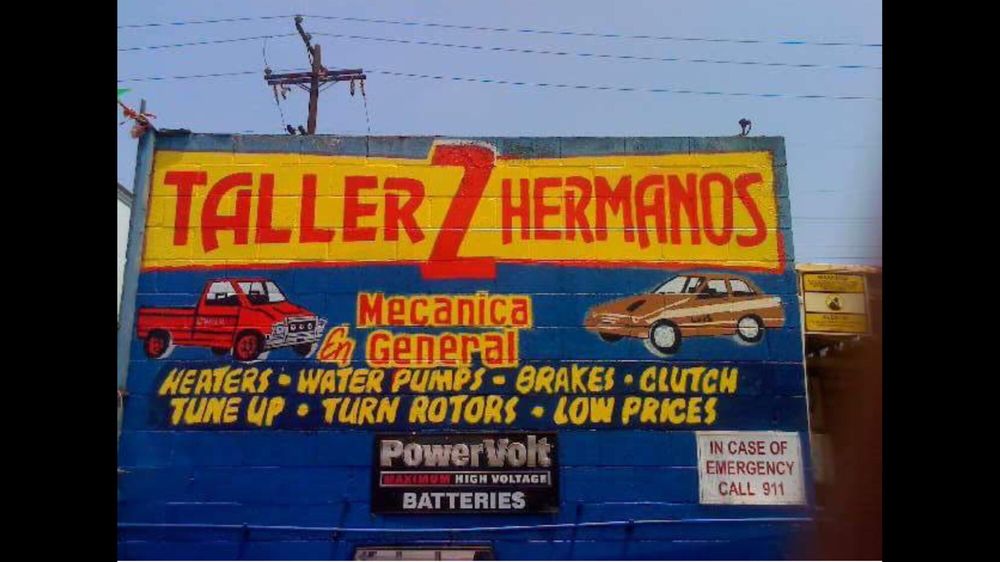 TALLER 2 HERMANOS
Mecanica
En General
HEATERS • WATER PUMPS - BRAKES • CLUTCH
TUNE UP • TURN ROTORS • LOW PRICES
PowerVolt
MAXIMUM HIGH VOLTAGE
BATTERIES
IN CASE OF
EMERGENCY
CALL 911